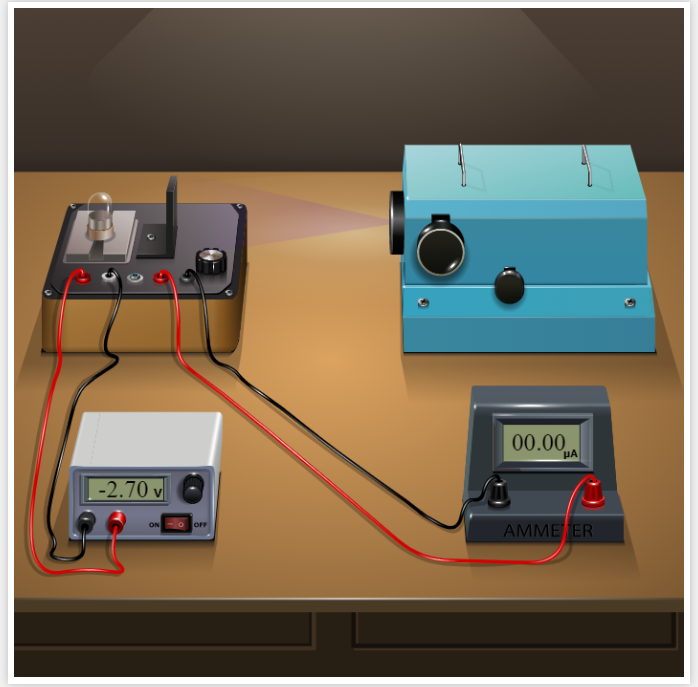 00.00 µA
-2.70 v
ON - o OFF
AMMETER